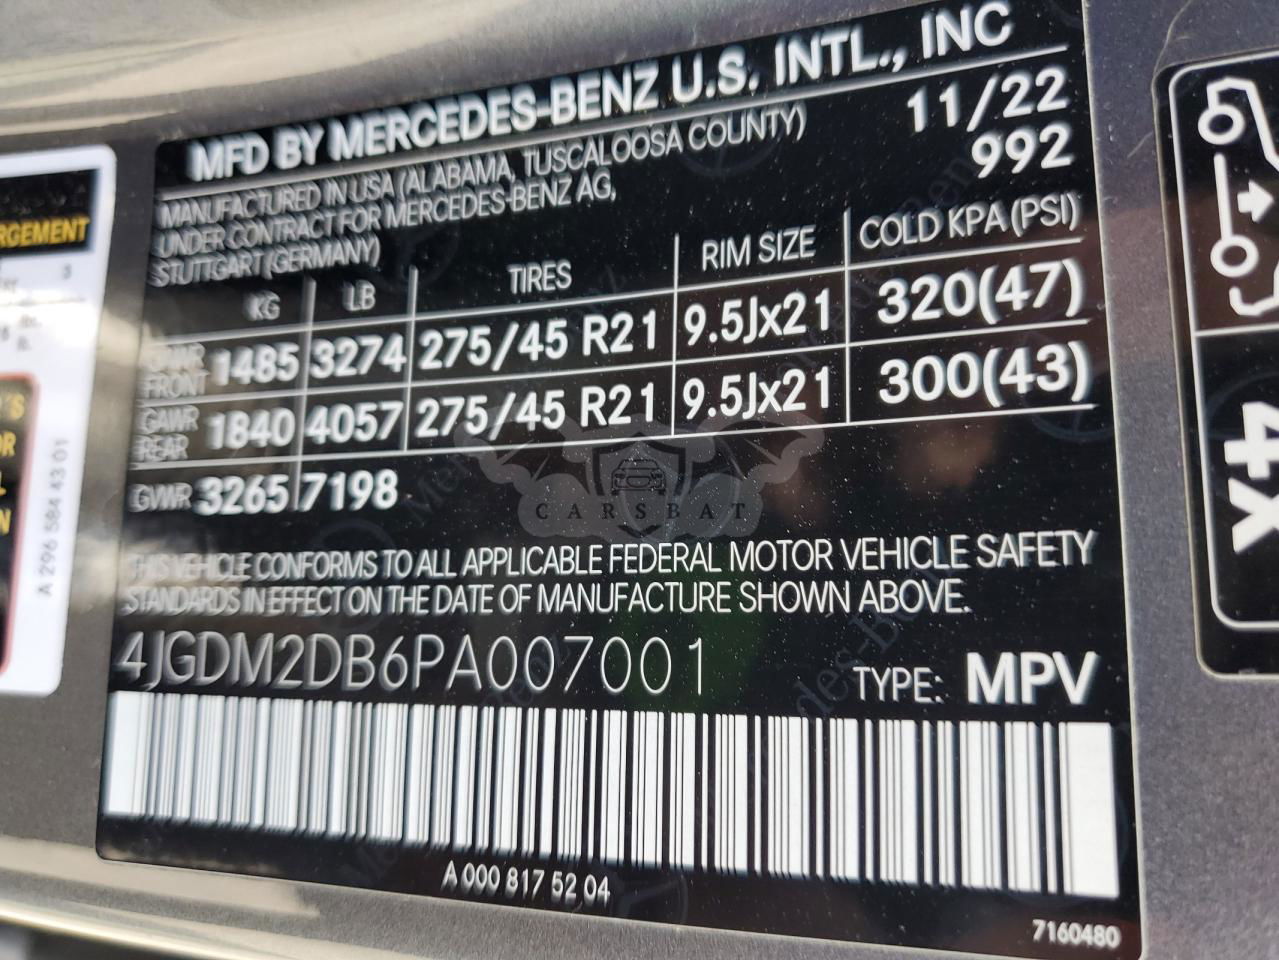 MFD BY MERCEDES-BENZ U.S. INTL., INC
MANUFACTURED IN USA (ALABAMA, TUSCALOOSA COUNTY) 11/22
UNDER CONTRACT FOR MERCEDES-BENZ AG, 992
STUTTGART (GERMANY)
KG LB TIRES RIM SIZE COLD KPA (PSI)
GAWR FRONT 1485 3274 275/45 R21 9.5Jx21 320(47)
GAWR REAR 1840 4057 275/45 R21 9.5Jx21 300(43)
GVWR 3265 7198
CARSBAT
THIS VEHICLE CONFORMS TO ALL APPLICABLE FEDERAL MOTOR VEHICLE SAFETY
STANDARDS IN EFFECT ON THE DATE OF MANUFACTURE SHOWN ABOVE.
4JGDM2DB6PA007001 TYPE: MPV
A 000 817 52 04
7160480
RGEMENT
A 296 584 43 01
4x